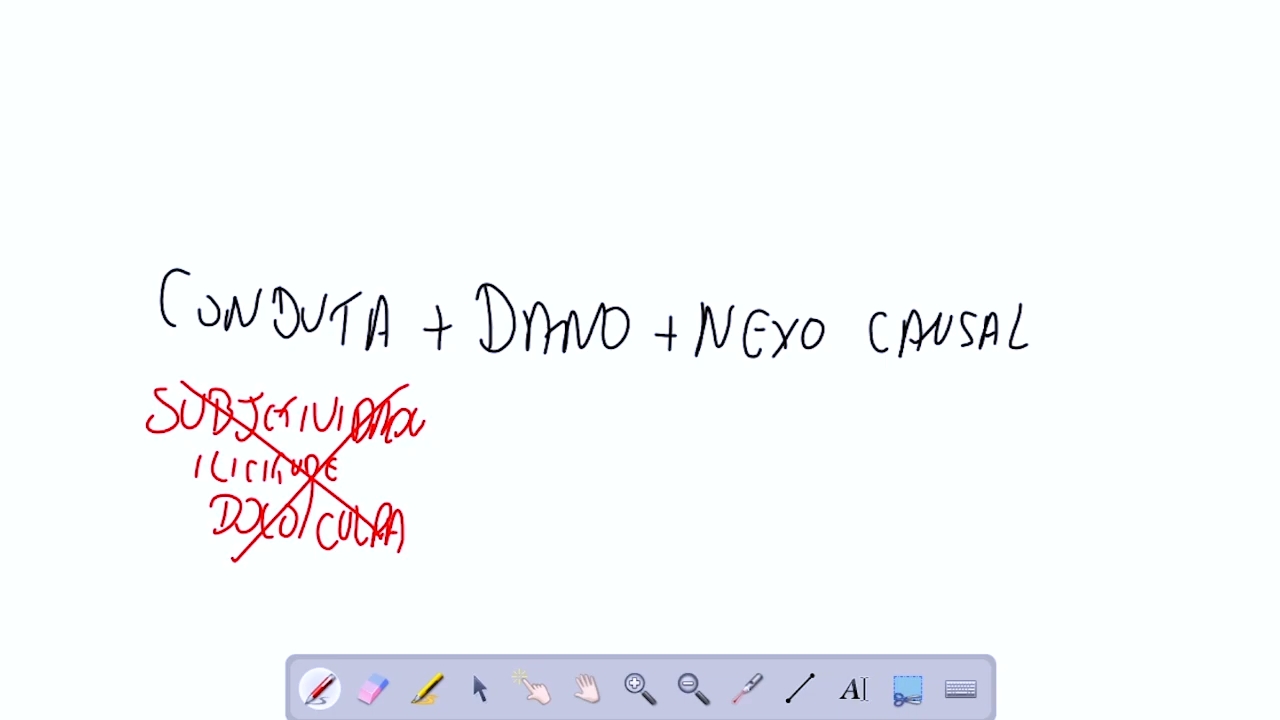 CONDUTA + DANO + NEXO CAUSAL
SUBJETIVIDADE
ILICITUDE
DOLO/CULPA